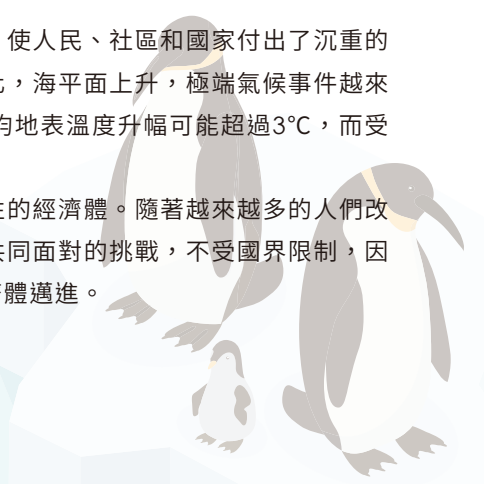 使人民、社區和國家付出了沉重的
，海平面上升，極端氣候事件越來
均地表溫度升幅可能超過3℃，而受
的經濟體。隨著越來越多的人們改
共同面對的挑戰，不受國界限制，因
體邁進。